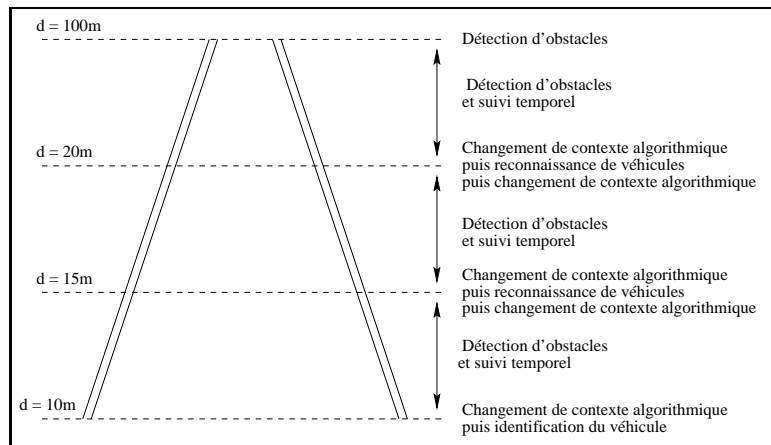 d = 100m
Détection d'obstacles
Détection d'obstacles
et suivi temporel
d = 20m
Changement de contexte algorithmique
puis reconnaissance de véhicules
puis changement de contexte algorithmique
Détection d'obstacles
et suivi temporel
d = 15m
Changement de contexte algorithmique
puis reconnaissance de véhicules
puis changement de contexte algorithmique
Détection d'obstacles
et suivi temporel
d = 10m
Changement de contexte algorithmique
puis identification du véhicule